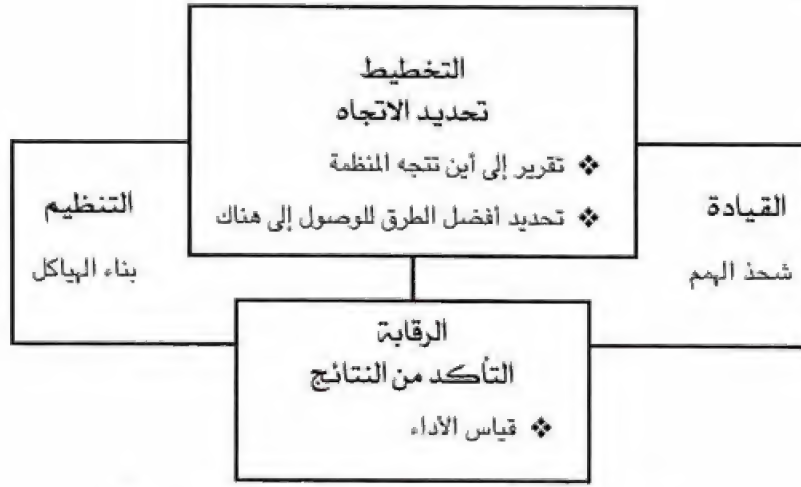 التخطيط
تحديد الاتجاه
❖ تقرير إلى أين تتجه المنظمة
❖ تحديد أفضل الطرق للوصول إلى هناك
القيادة
شحذ الهمم
التنظيم
بناء الهياكل
الرقابة
التأكد من النتائج
❖ قياس الأداء